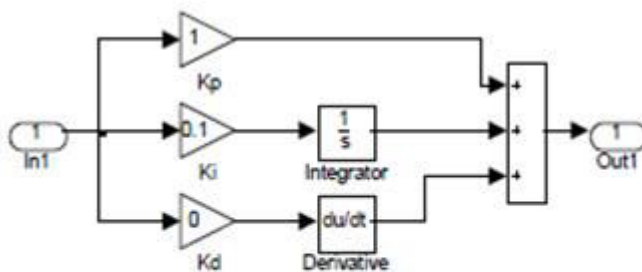 1
Kp
+
1
In1
0.1
Ki
1
s
Integrator
+
1
Out1
0
Kd
du/dt
Derivative
+